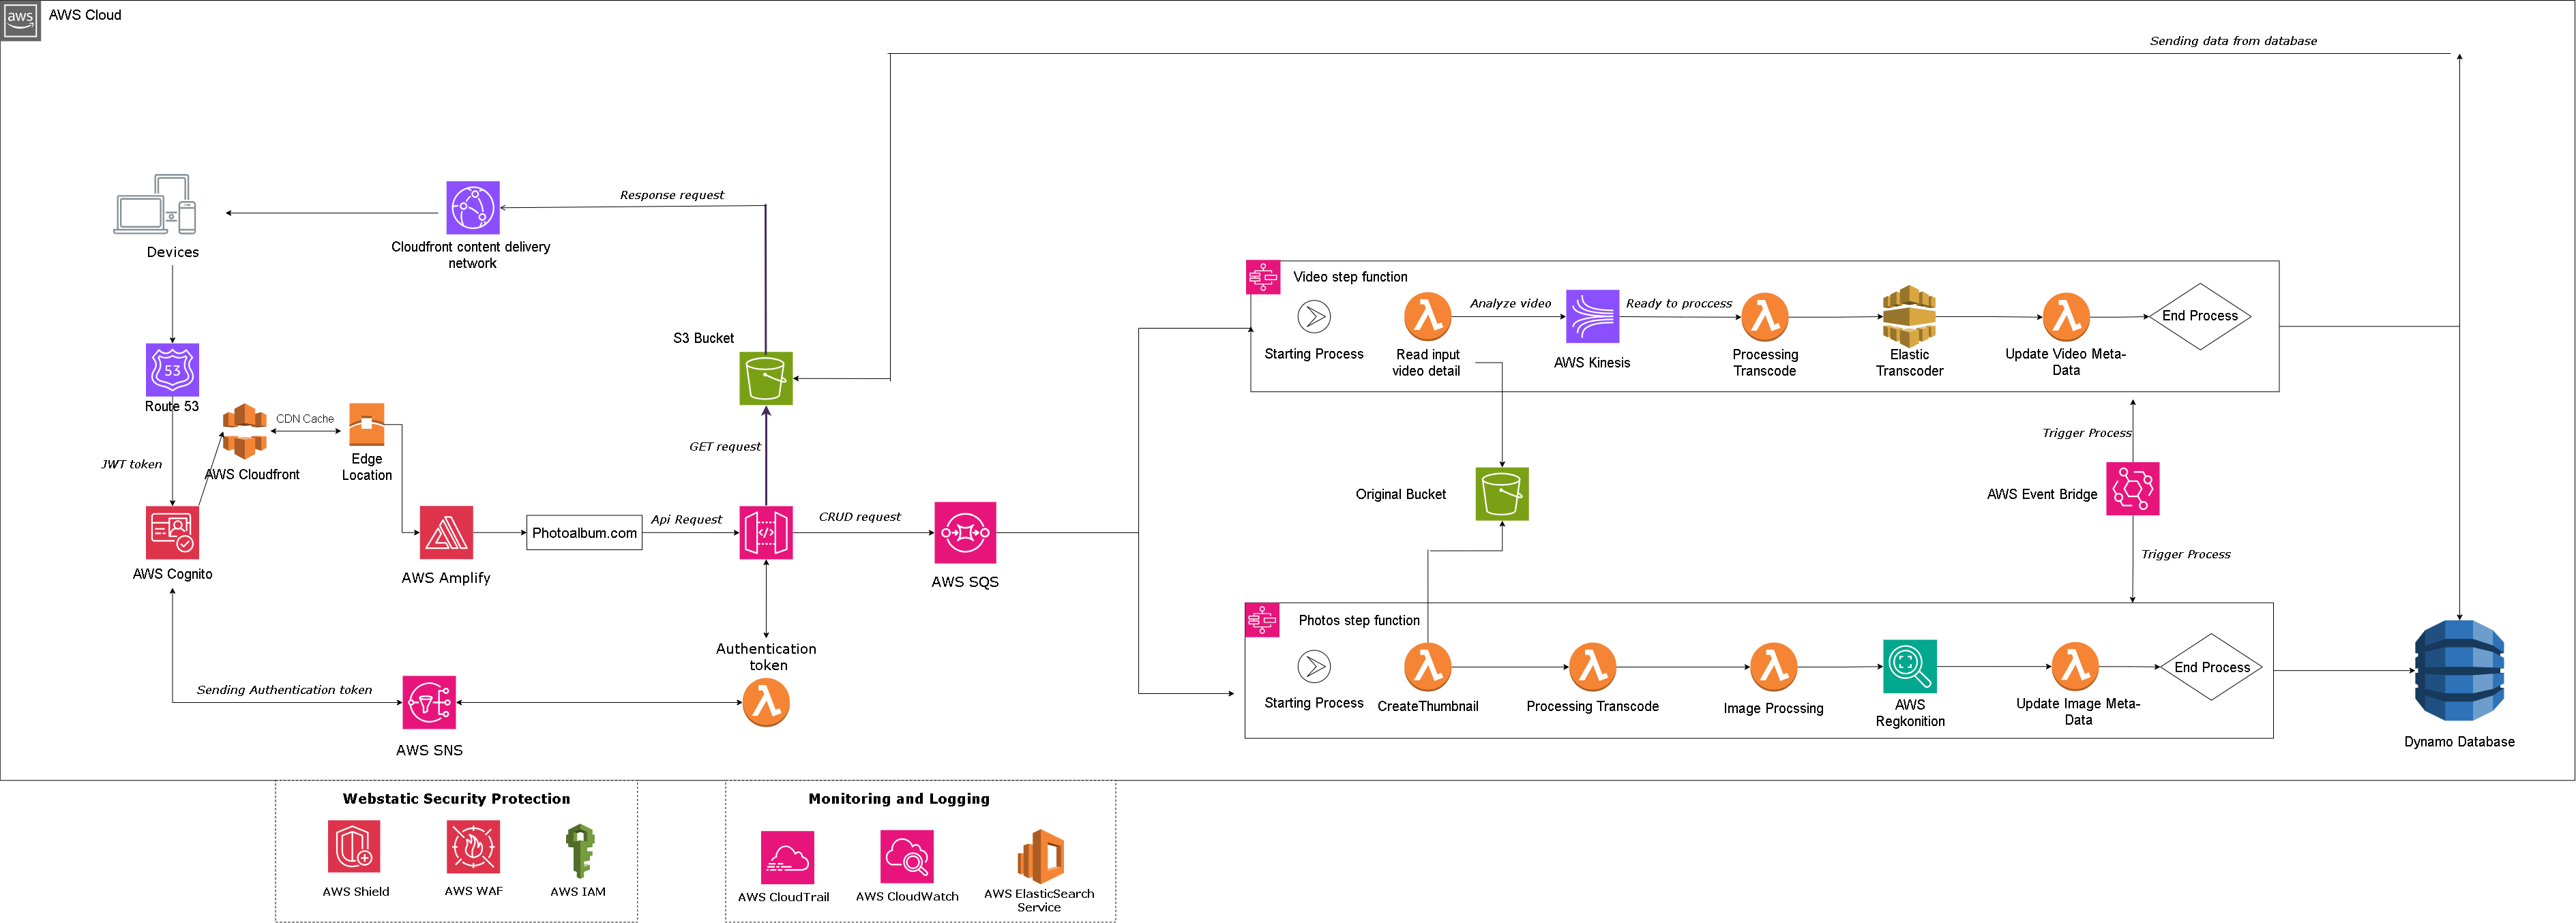 aws
AWS Cloud
Sending data from database
Response request
Devices
Cloudfront content delivery
network
S3 Bucket
Video step function
Starting Process
Read input
video detail
Analyze video
AWS Kinesis
Ready to proccess
Processing
Transcode
Elastic
Transcoder
Update Video Meta-
Data
End Process
53
Route 53
CDN Cache
JWT token
AWS Cloudfront
Edge
Location
GET request
Trigger Process
Original Bucket
AWS Event Bridge
Api Request
CRUD request
Photoalbum.com
AWS Cognito
AWS Amplify
AWS SQS
Trigger Process
Photos step function
Authentication
token
Starting Process
CreateThumbnail
Processing Transcode
Image Procssing
AWS
Regkonition
Update Image Meta-
Data
End Process
Sending Authentication token
AWS SNS
Dynamo Database
Webstatic Security Protection
AWS Shield
AWS WAF
AWS IAM
Monitoring and Logging
AWS CloudTrail
AWS CloudWatch
AWS ElasticSearch
Service